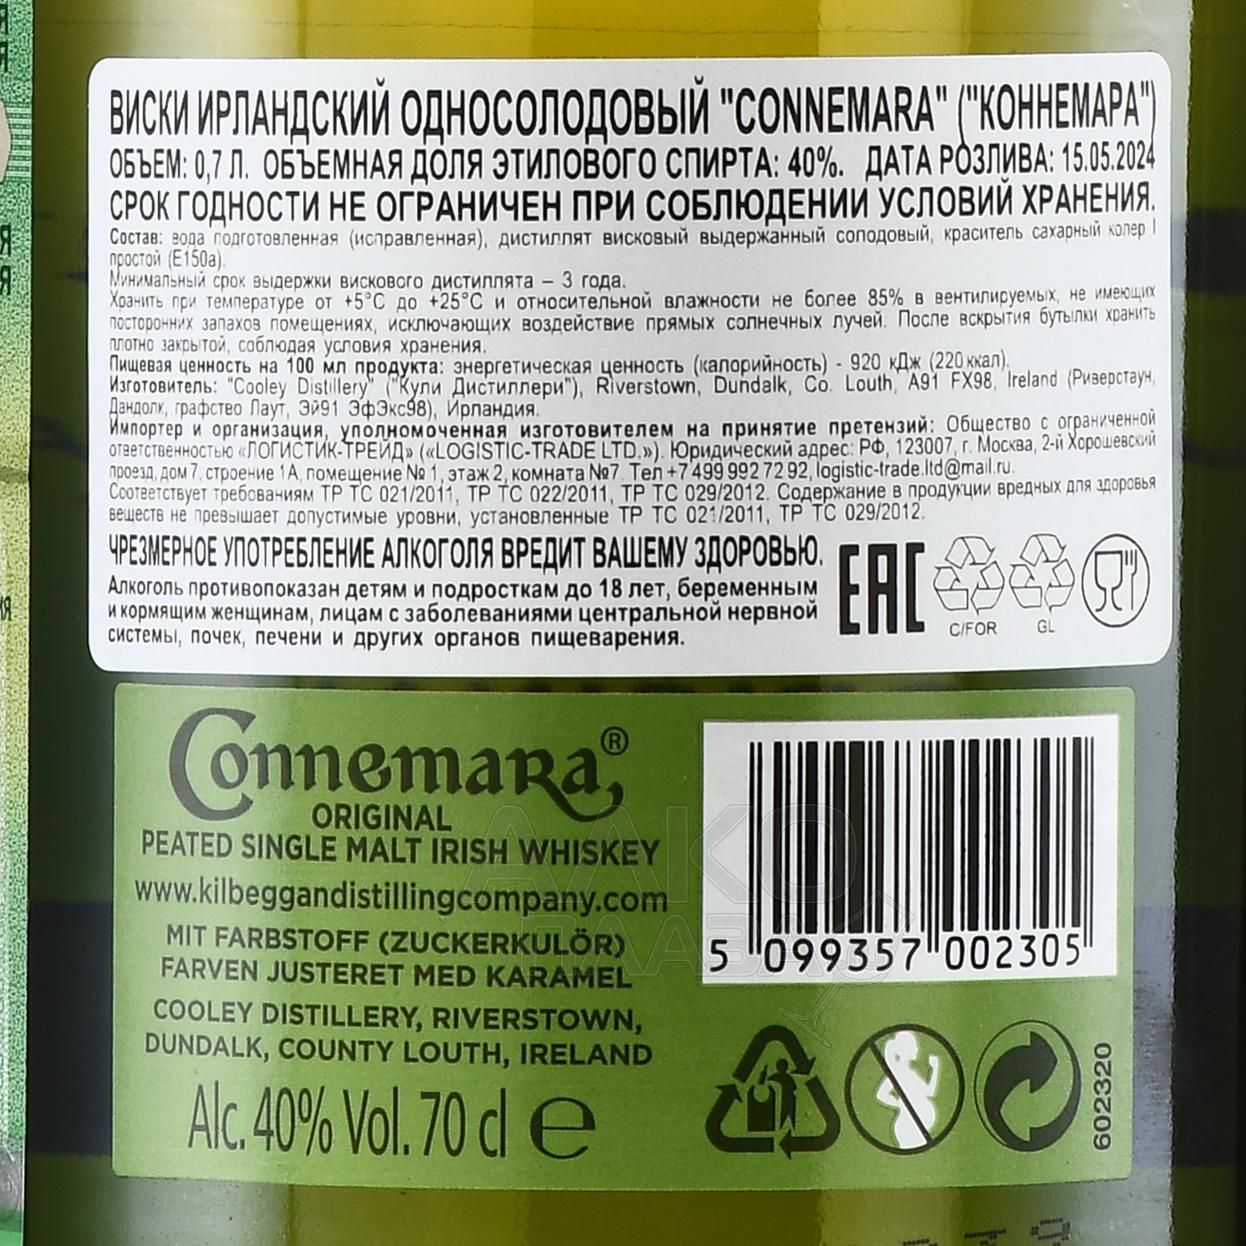 ВИСКИ ИРЛАНДСКИЙ ОДНОСОЛОДОВЫЙ "CONNEMARA" ("КОННЕМАРА")
ОБЪЕМ: 0,7 Л. ОБЪЕМНАЯ ДОЛЯ ЭТИЛОВОГО СПИРТА: 40%. ДАТА РОЗЛИВА: 15.05.2024
СРОК ГОДНОСТИ НЕ ОГРАНИЧЕН ПРИ СОБЛЮДЕНИИ УСЛОВИЙ ХРАНЕНИЯ.
Состав: вода подготовленная (исправленная), дистиллят висковый выдержанный солодовый, краситель сахарный колер I
простой (E150a).
Минимальный срок выдержки вискового дистиллята – 3 года.
Хранить при температуре от +5°C до +25°C и относительной влажности не более 85% в вентилируемых, не имеющих
посторонних запахов помещениях, исключающих воздействие прямых солнечных лучей. После вскрытия бутылки хранить
плотно закрытой, соблюдая условия хранения.
Пищевая ценность на 100 мл продукта: энергетическая ценность (калорийность) - 920 кДж (220 ккал).
Изготовитель: "Cooley Distillery" ("Кули Дистиллери"), Riverstown, Dundalk, Co. Louth, A91 FX98, Ireland (Риверстаун,
Дандолк, графство Лаут, Эй91 ЭфЭкс98), Ирландия.
Импортер и организация, уполномоченная изготовителем на принятие претензий: Общество с ограниченной
ответственностью «ЛОГИСТИК-ТРЕЙД» («LOGISTIC-TRADE LTD.»). Юридический адрес: РФ, 123007, г. Москва, 2-й Хорошевский
проезд, дом 7, строение 1А, помещение № 1, этаж 2, комната №7. Тел +7 499 992 72 92, logistic-trade.ltd@mail.ru.
Соответствует требованиям ТР ТС 021/2011, ТР ТС 022/2011, ТР ТС 029/2012. Содержание в продукции вредных для здоровья
веществ не превышает допустимые уровни, установленные ТР ТС 021/2011, ТР ТС 029/2012.
ЧРЕЗМЕРНОЕ УПОТРЕБЛЕНИЕ АЛКОГОЛЯ ВРЕДИТ ВАШЕМУ ЗДОРОВЬЮ.
Алкоголь противопоказан детям и подросткам до 18 лет, беременным
и кормящим женщинам, лицам с заболеваниями центральной нервной
системы, почек, печени и других органов пищеварения.
EAC
C/FOR GL
Connemara®
ORIGINAL
PEATED SINGLE MALT IRISH WHISKEY
www.kilbeggandistillingcompany.com
MIT FARBSTOFF (ZUCKERKULÖR)
FARVEN JUSTERET MED KARAMEL
COOLEY DISTILLERY, RIVERSTOWN,
DUNDALK, COUNTY LOUTH, IRELAND
Alc. 40% Vol. 70 cl e
5 099357 002305
602320